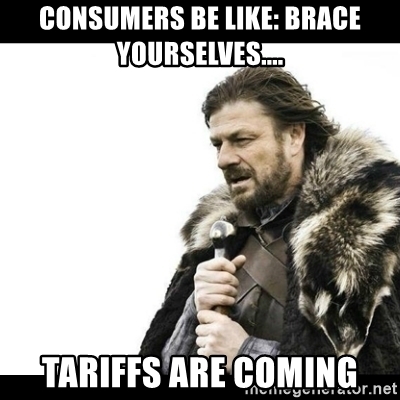 CONSUMERS BE LIKE: BRACE
YOURSELVES....
TARIFFS ARE COMING
memegenerator.net